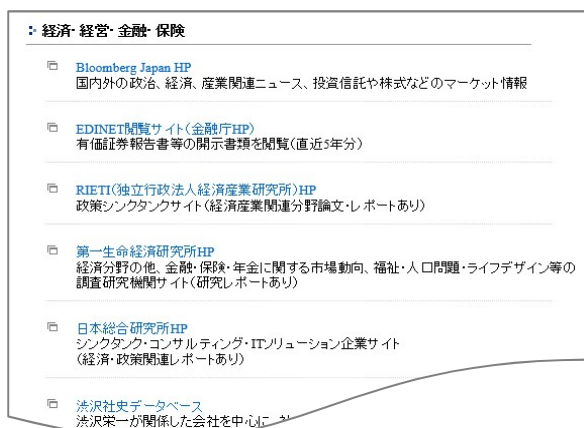 経済・経営・金融・保険
Bloomberg Japan HP
国内外の政治、経済、産業関連ニュース、投資信託や株式などのマーケット情報
EDINET閲覧サイト(金融庁HP)
有価証券報告書等の開示書類を閲覧(直近5年分)
RIETI(独立行政法人経済産業研究所)HP
政策シンクタンクサイト(経済産業関連分野論文・レポートあり)
第一生命経済研究所HP
経済分野の他、金融・保険・年金に関する市場動向、福祉・人口問題・ライフデザイン等の
調査研究機関サイト(研究レポートあり)
日本総合研究所HP
シンクタンク・コンサルティング・ITソリューション企業サイト
(経済・政策関連レポートあり)
渋沢社史データベース
渋沢栄一が関係した会社を中心に